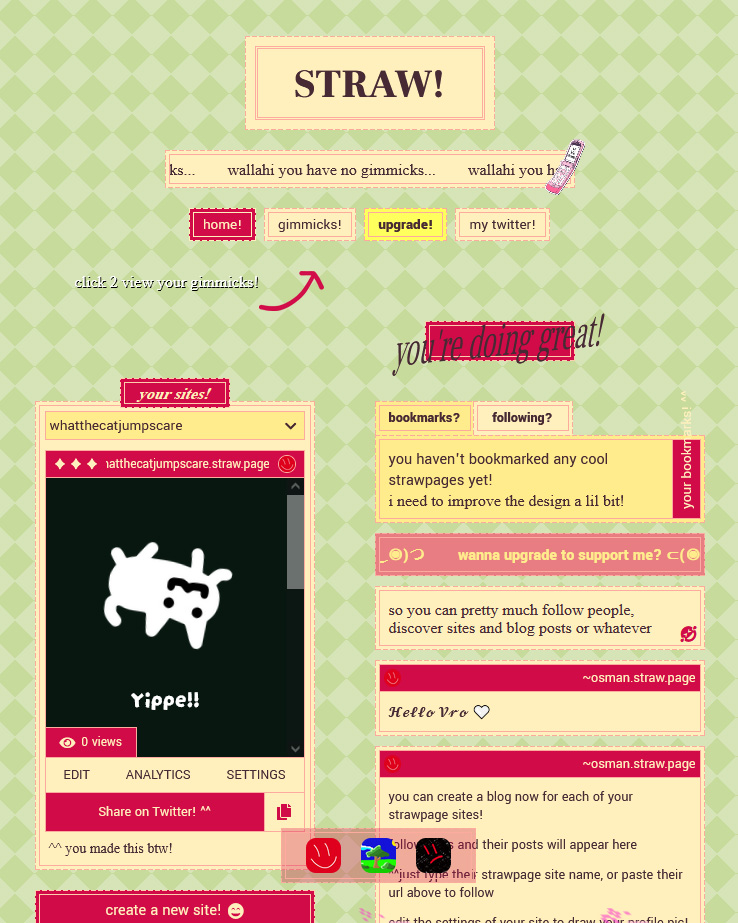 STRAW!
ks... wallahi you have no gimmicks... wallahi you h
home! gimmicks! upgrade! my twitter!
click 2 view your gimmicks!
you're doing great!
your sites!
whatthecatjumpscare
atthecatjumpscare.straw.page
Yippe!!
0 views
EDIT ANALYTICS SETTINGS
Share on Twitter! ^^
^^ you made this btw!
create a new site!
bookmarks? following?
you haven't bookmarked any cool
strawpages yet!
i need to improve the design a lil bit!
your bookmarks! ^^
wanna upgrade to support me?
so you can pretty much follow people,
discover sites and blog posts or whatever
~osman.straw.page
Hello Vro
~osman.straw.page
you can create a blog now for each of your
strawpage sites!
and their posts will appear here
^^just type their strawpage site name, or paste their
url above to follow
edit the settings of your site to draw your profile pic!